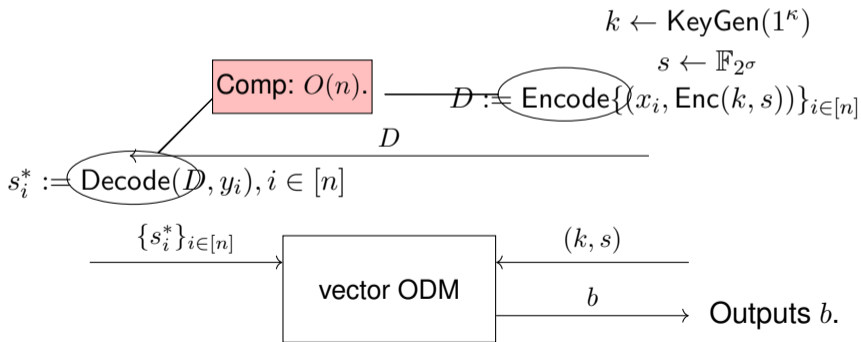 k ← KeyGen(1^κ)
s ← 𝔽_{2^σ}
Comp: O(n).
D := Encode{(x_i, Enc(k, s))}_{i∈[n]}
D
s_i^* := Decode(D, y_i), i ∈ [n]
{s_i^*}_{i∈[n]}
(k, s)
vector ODM
b
Outputs b.